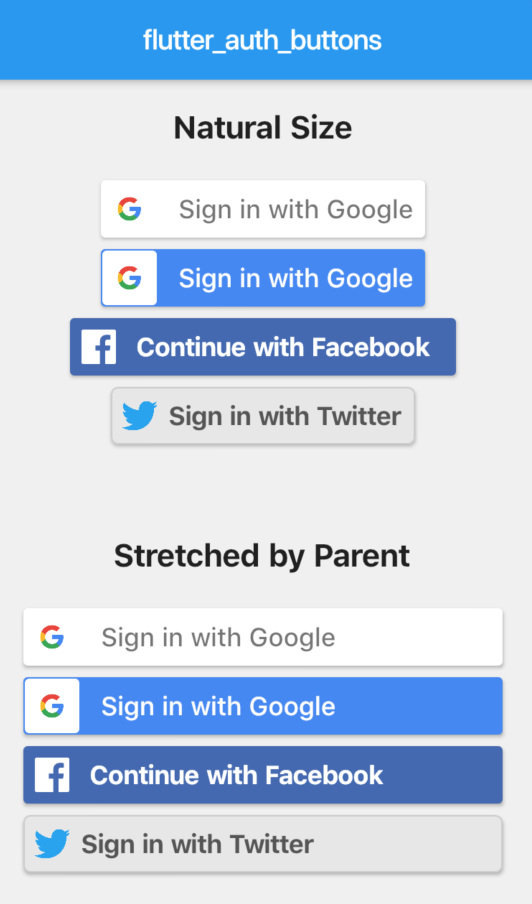 flutter_auth_buttons
Natural Size
Sign in with Google
Sign in with Google
Continue with Facebook
Sign in with Twitter
Stretched by Parent
Sign in with Google
Sign in with Google
Continue with Facebook
Sign in with Twitter